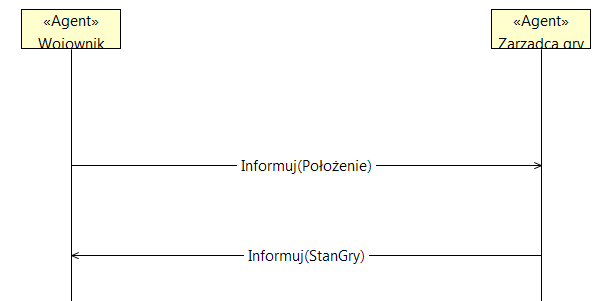 «Agent» «Agent»
Wojownik Zarządca gry
Informuj(Położenie)
Informuj(StanGry)